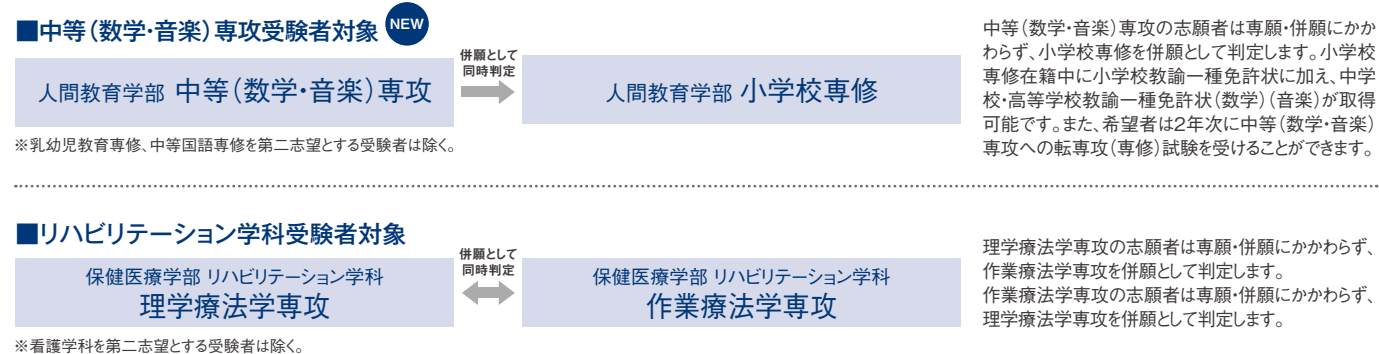 ■中等(数学・音楽)専攻受験者対象 NEW
人間教育学部 中等(数学・音楽)専攻
併願として
同時判定
人間教育学部 小学校専修
※乳幼児教育専修、中等国語専修を第二志望とする受験者は除く。
中等(数学・音楽)専攻の志願者は専願・併願にかか
わらず、小学校専修を併願として判定します。小学校
専修在籍中に小学校教諭一種免許状に加え、中学
校・高等学校教諭一種免許状(数学)(音楽)が取得
可能です。また、希望者は2年次に中等(数学・音楽)
専攻への転専攻(専修)試験を受けることができます。
■リハビリテーション学科受験者対象
保健医療学部 リハビリテーション学科
理学療法学専攻
併願として
同時判定
保健医療学部 リハビリテーション学科
作業療法学専攻
※看護学科を第二志望とする受験者は除く。
理学療法学専攻の志願者は専願・併願にかかわらず、
作業療法学専攻を併願として判定します。
作業療法学専攻の志願者は専願・併願にかかわらず、
理学療法学専攻を併願として判定します。